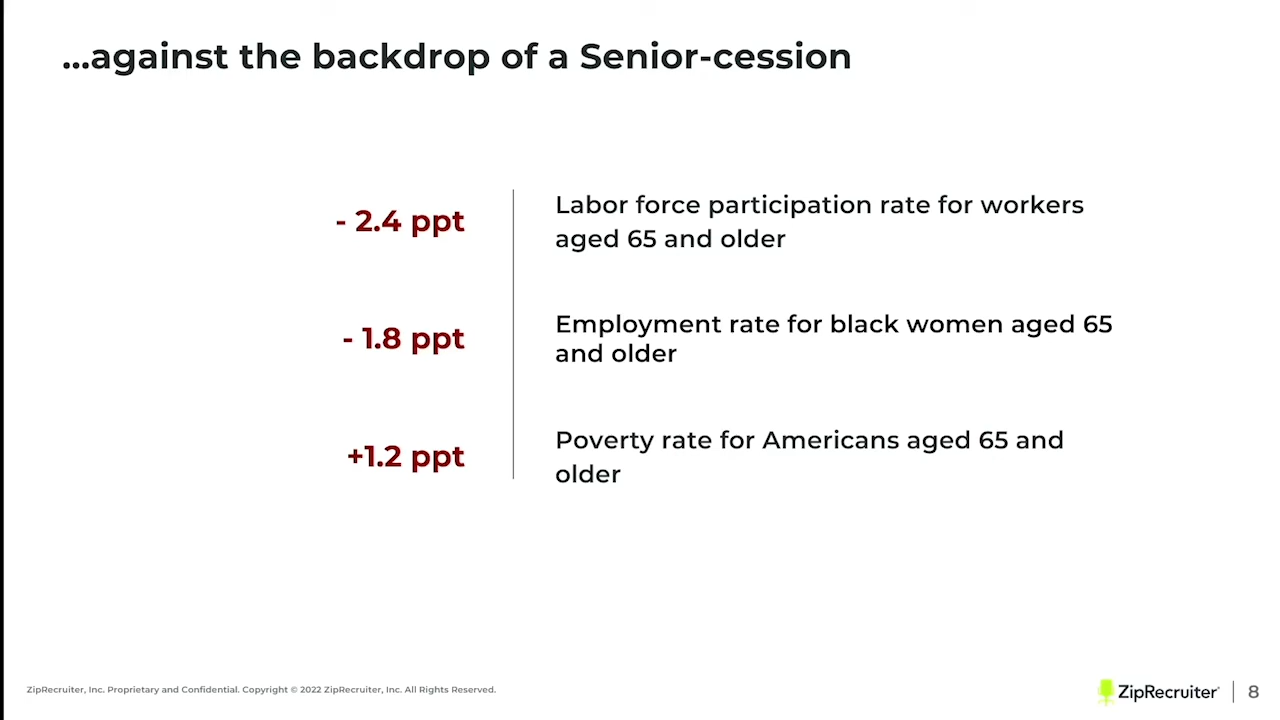 ...against the backdrop of a Senior-cession
- 2.4 ppt
Labor force participation rate for workers
aged 65 and older
- 1.8 ppt
Employment rate for black women aged 65
and older
+1.2 ppt
Poverty rate for Americans aged 65 and
older
ZipRecruiter, Inc. Proprietary and Confidential. Copyright © 2022 ZipRecruiter, Inc. All Rights Reserved.
ZipRecruiter
8